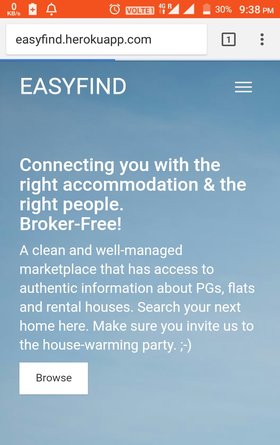 0
KB/s
VOLTE1
4G
R
30%
9:38 PM
easyfind.herokuapp.com
1
EASYFIND
Connecting you with the
right accommodation & the
right people.
Broker-Free!
A clean and well-managed
marketplace that has access to
authentic information about PGs, flats
and rental houses. Search your next
home here. Make sure you invite us to
the house-warming party. ;-)
Browse